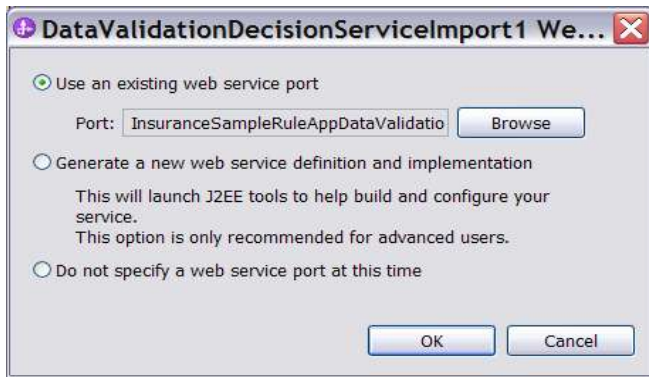 DataValidationDecisionServiceImport1 We...
Use an existing web service port
Port: InsuranceSampleRuleAppDataValidatio Browse
Generate a new web service definition and implementation
This will launch J2EE tools to help build and configure your
service.
This option is only recommended for advanced users.
Do not specify a web service port at this time
OK Cancel